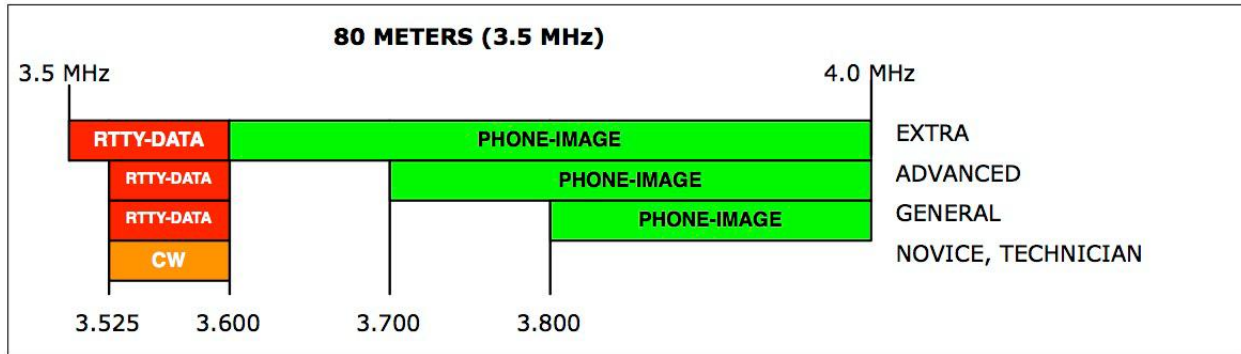 80 METERS (3.5 MHz)
3.5 MHz 4.0 MHz
RTTY-DATA PHONE-IMAGE EXTRA
RTTY-DATA PHONE-IMAGE ADVANCED
RTTY-DATA PHONE-IMAGE GENERAL
CW NOVICE, TECHNICIAN
3.525 3.600 3.700 3.800